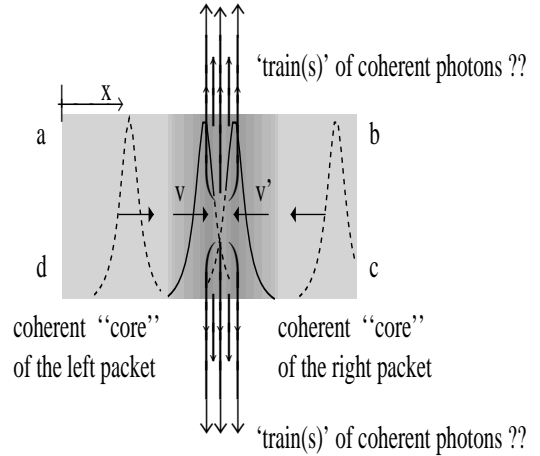 ‘train(s)’ of coherent photons ??
x
a
b
v
v’
d
c
coherent ‘‘core’’
of the left packet
coherent ‘‘core’’
of the right packet
‘train(s)’ of coherent photons ??